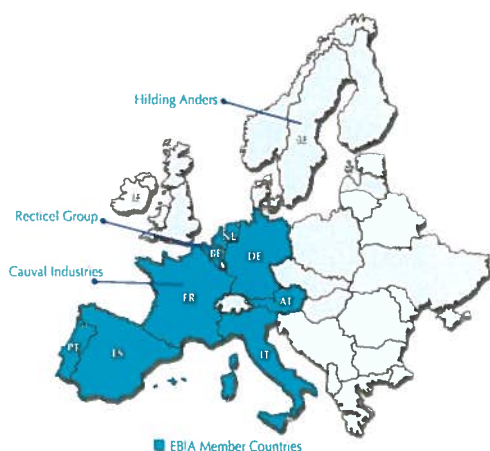 Hilding Anders
SE
IE
Recticel Group
NL
BE
DE
Cauval Industries
FR
AT
PT
ES
IT
EBIA Member Countries